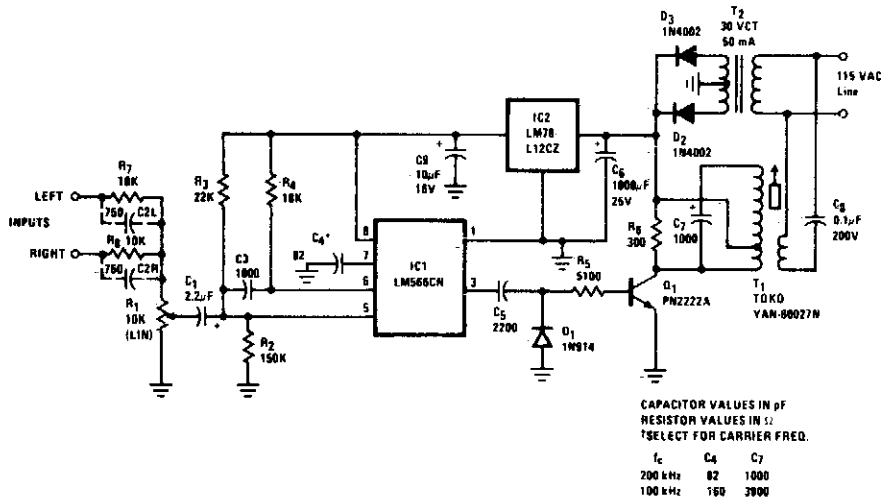 D3
1N4002
T2
30 VCT
50 mA
115 VAC
Line
IC2
LM78
L12CZ
D2
1N4002
+
C9
10µF
16V
+
C6
1000µF
25V
R7
10K
LEFT
750
C2L
INPUTS
R8
10K
RIGHT
750
C2R
R3
22K
R4
18K
C4†
82
C3
1000
8
7
6
5
1
3
IC1
LM566CN
R6
300
+
C7
1000
C8
0.1µF
200V
R1
10K
(LIN)
C1
2.2µF
+
R2
150K
C5
2200
R5
5100
D1
1N914
Q1
PN2222A
T1
TOKO
YAN-60027N
CAPACITOR VALUES IN pF
RESISTOR VALUES IN Ω
†SELECT FOR CARRIER FREQ.
fc C4 C7
200 kHz 82 1000
100 kHz 160 3900